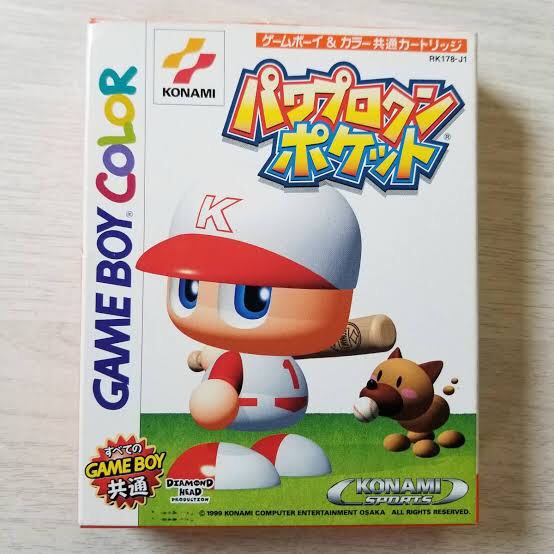 ゲームボーイ & カラー共通カートリッジ
RK178-J1
KONAMI
パワプロクン
ポケット®
GAME BOY® COLOR
K
1
すべての
GAME BOY
共通
DIAMOND
HEAD
PRODUCTION
KONAMI
SPORTS
© 1999 KONAMI COMPUTER ENTERTAINMENT OSAKA ALL RIGHTS RESERVED.